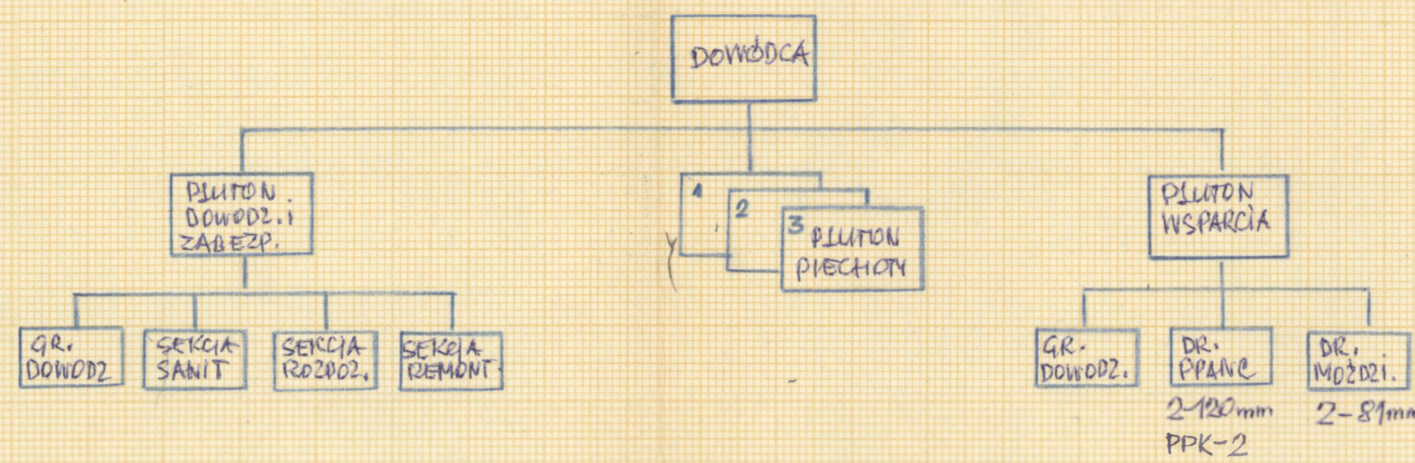 DOWÓDCA
PLUTON.
DOWODZ. I
ZABEZP.
1
2
3 PLUTON
PIECHOTY
PLUTON
WSPARCIA
GR.
DOWODZ
SEKCJA
SANIT
SEKCJA
ROZPOZ.
SEKCJA
REMONT.
GR.
DOWODZ.
DR.
PPANC
2-120mm
PPK-2
DR.
MOŹDZI.
2-81mm